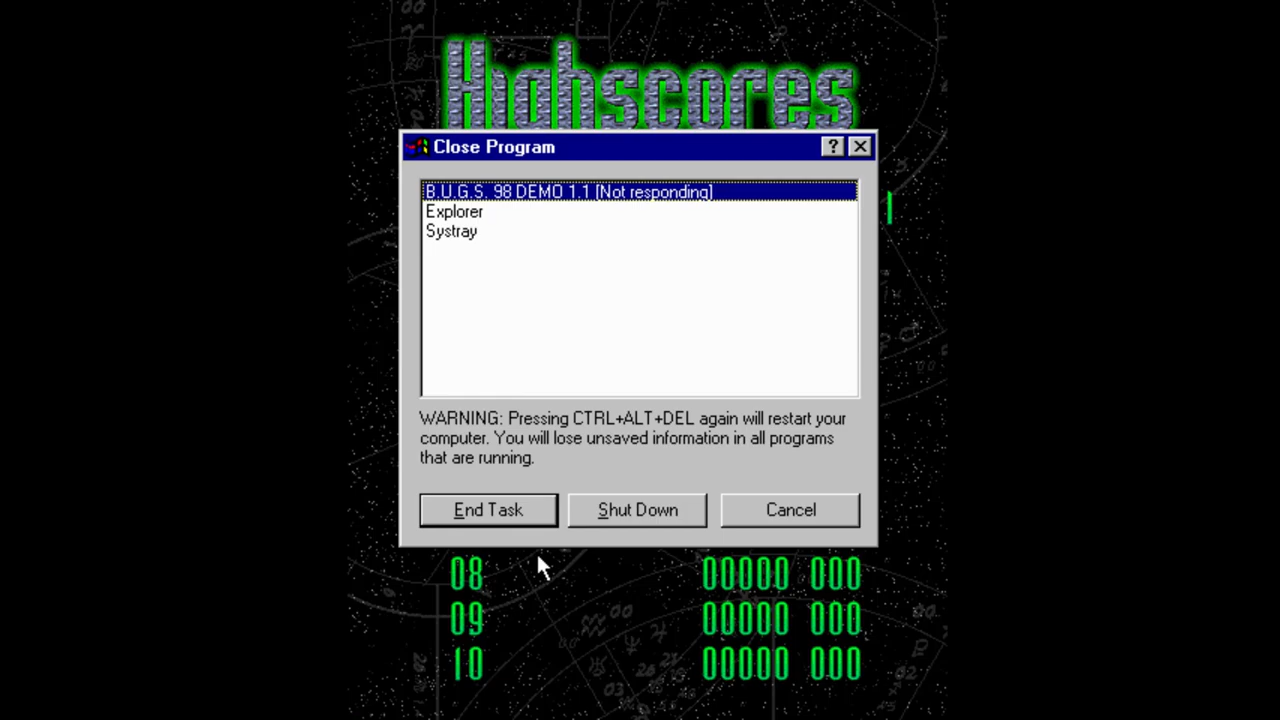 Highscores
Close Program
B.U.G.S. 98 DEMO 1.1 [Not responding]
Explorer
Systray
WARNING: Pressing CTRL+ALT+DEL again will restart your
computer. You will lose unsaved information in all programs
that are running.
End Task Shut Down Cancel
08 00000 000
09 00000 000
10 00000 000